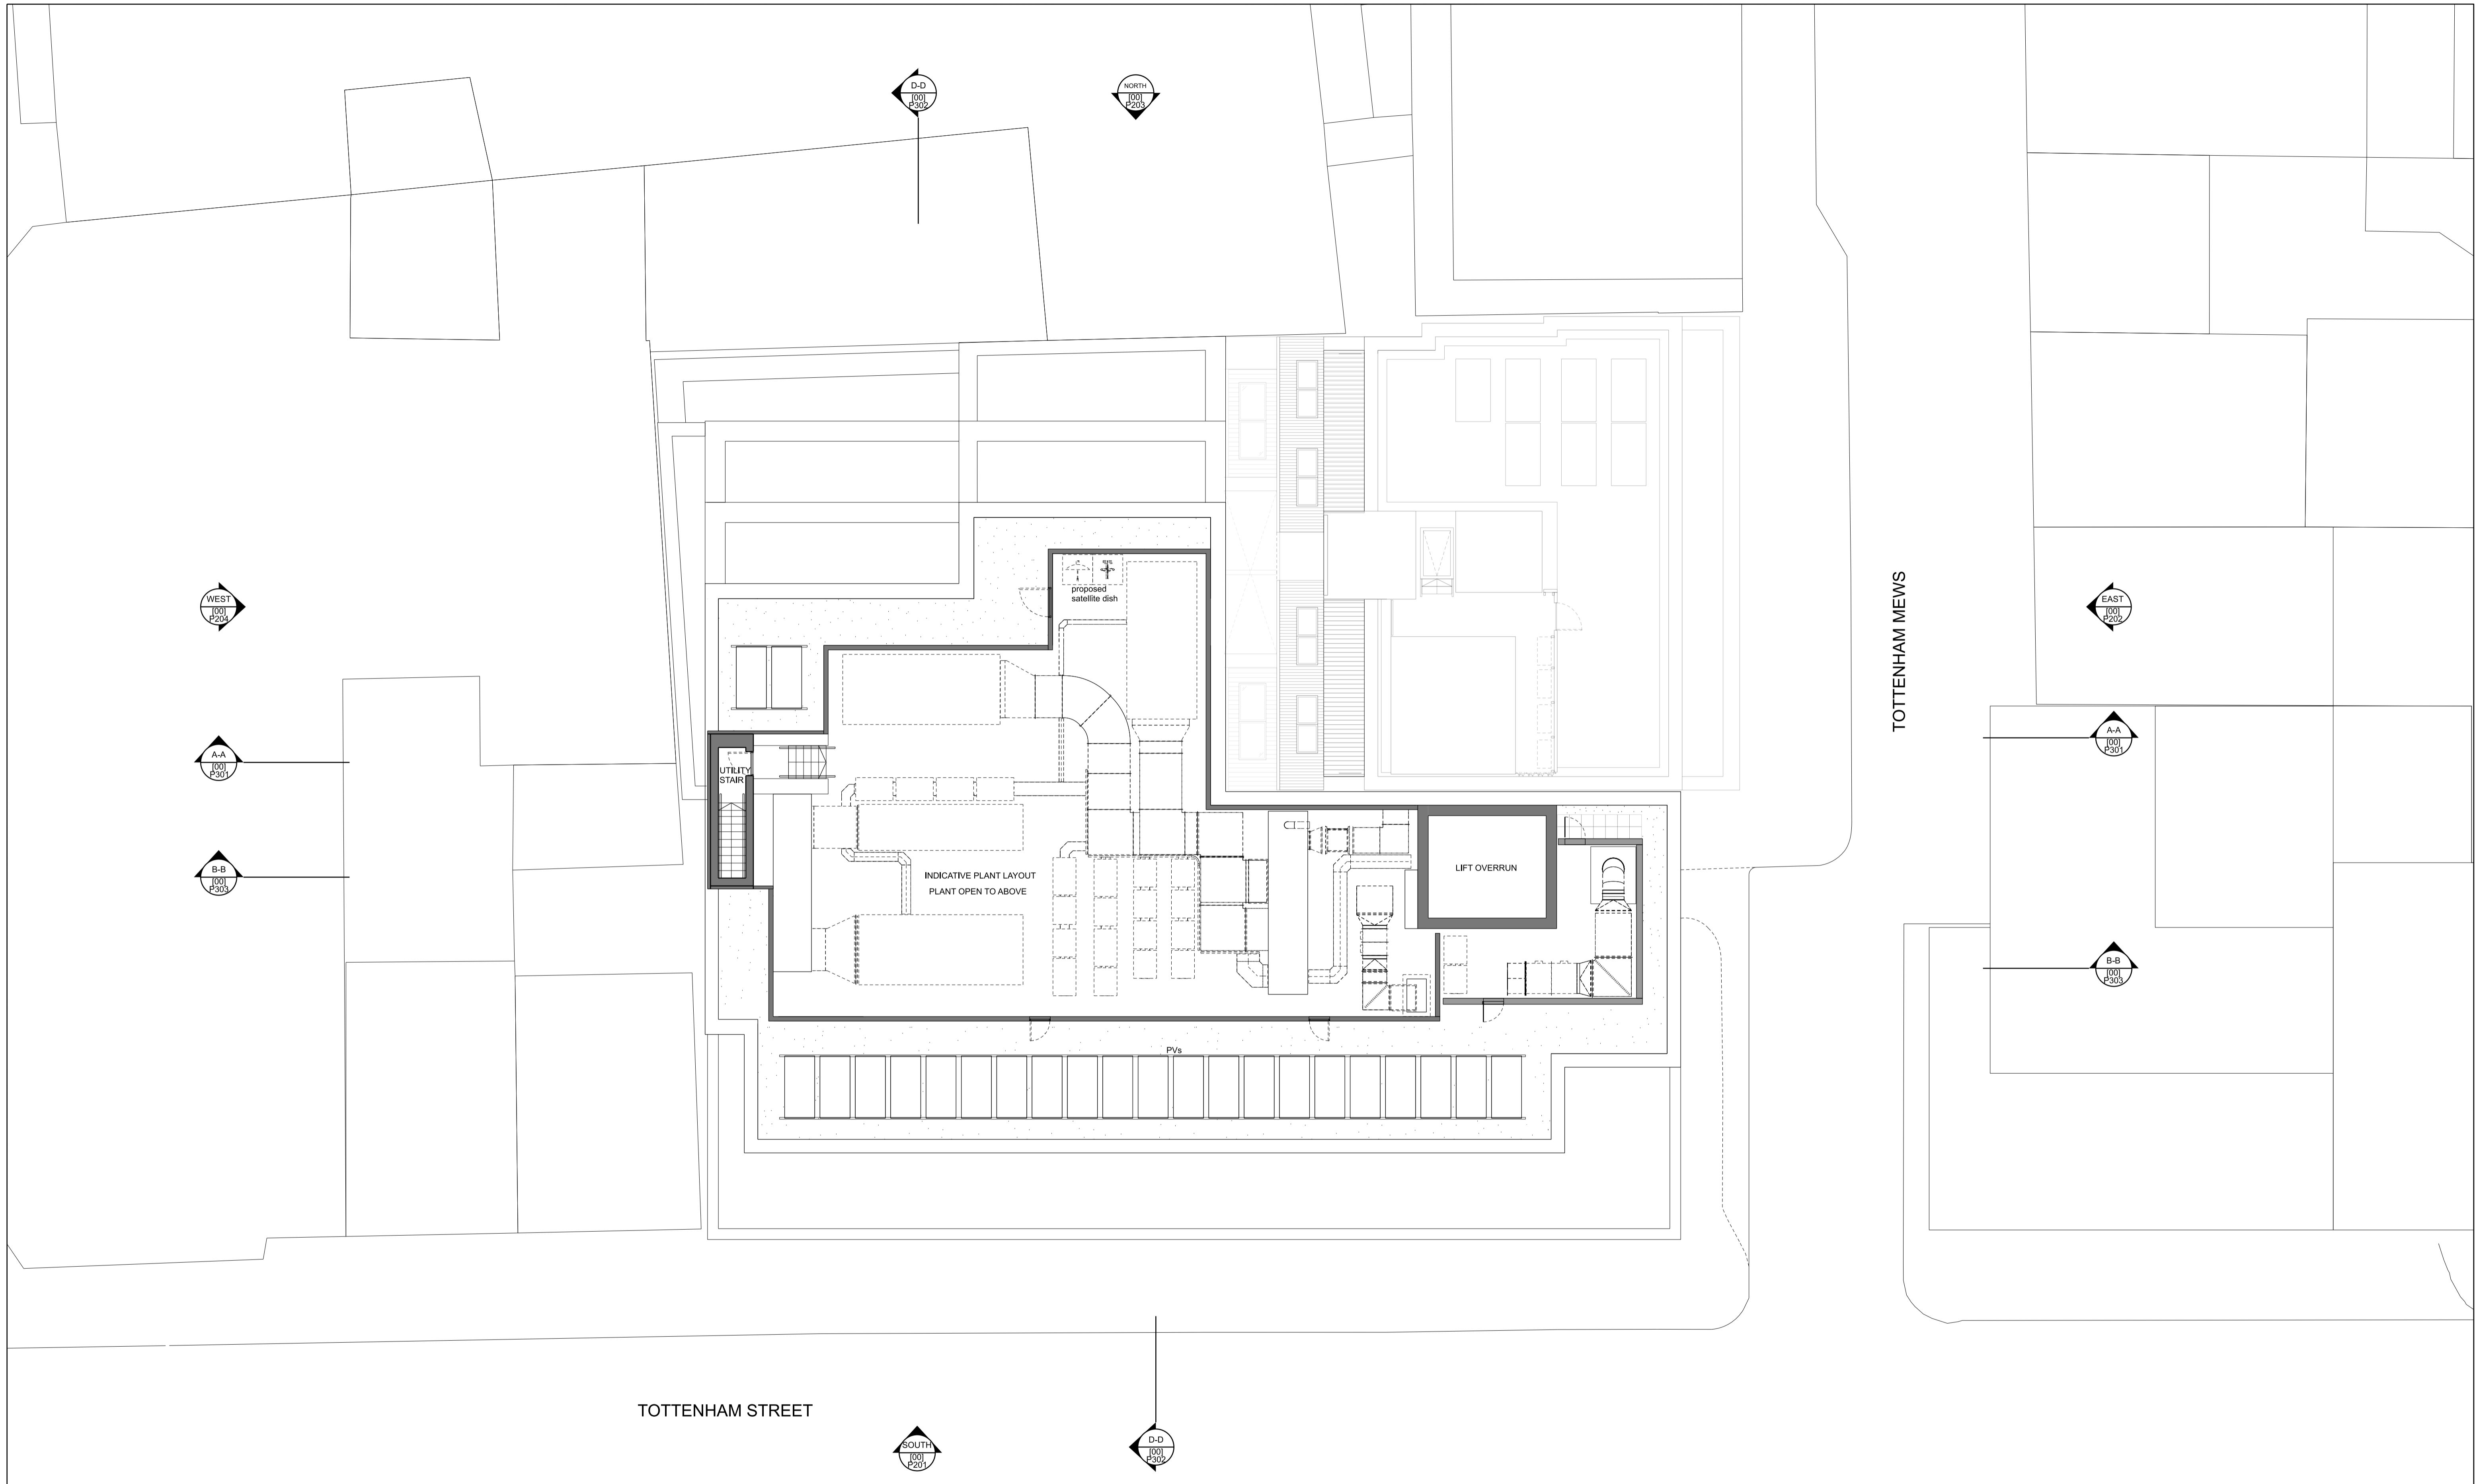 D-D
[00]
P302
NORTH
[00]
P203
proposed
satellite dish
WEST
[00]
P204
EAST
[00]
P202
TOTTENHAM MEWS
A-A
[00]
P301
A-A
[00]
P301
UTILITY
STAIR
B-B
[00]
P303
INDICATIVE PLANT LAYOUT
PLANT OPEN TO ABOVE
LIFT OVERRUN
B-B
[00]
P303
PVs
TOTTENHAM STREET
SOUTH
[00]
P201
D-D
[00]
P302